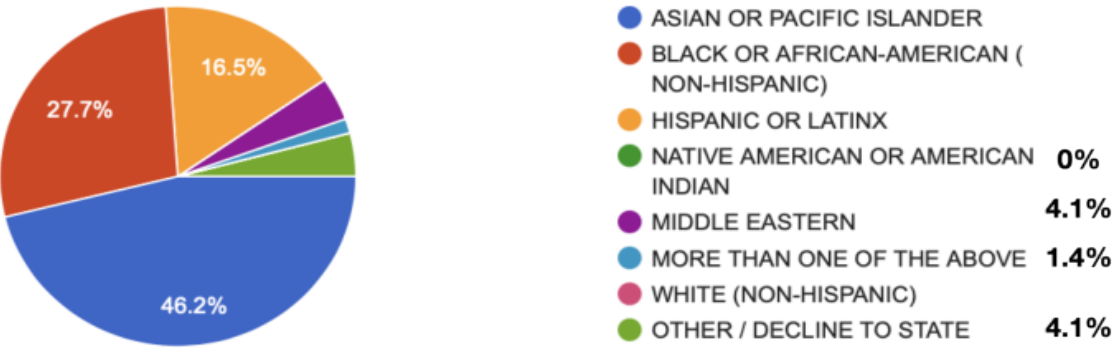 16.5%
27.7%
46.2%
ASIAN OR PACIFIC ISLANDER
BLACK OR AFRICAN-AMERICAN (
NON-HISPANIC)
HISPANIC OR LATINX
NATIVE AMERICAN OR AMERICAN 0%
INDIAN
MIDDLE EASTERN 4.1%
MORE THAN ONE OF THE ABOVE 1.4%
WHITE (NON-HISPANIC)
OTHER / DECLINE TO STATE 4.1%